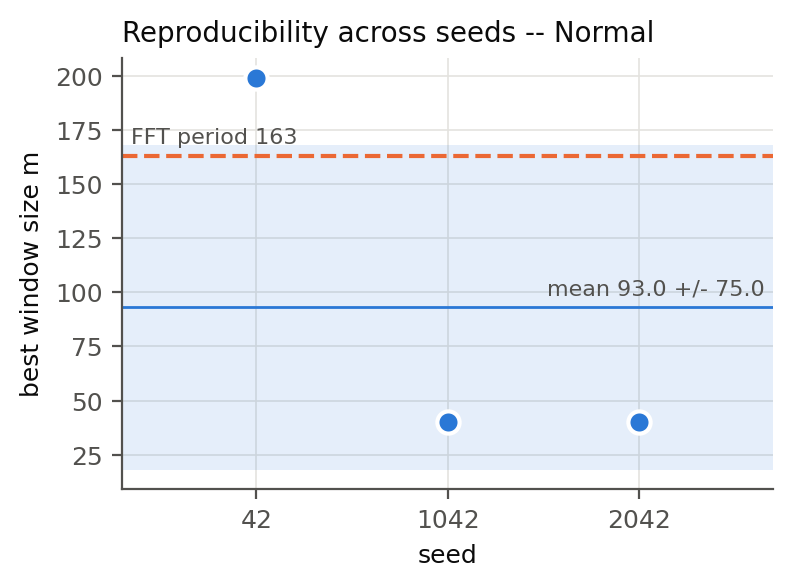 Reproducibility across seeds -- Normal
200
175
150
125
100
75
50
25
best window size m
FFT period 163
mean 93.0 +/- 75.0
42
1042
2042
seed